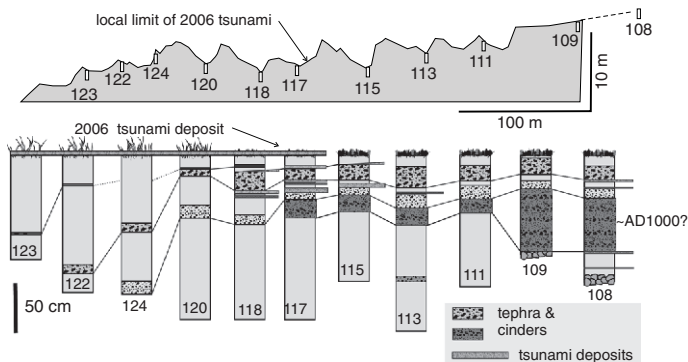 local limit of 2006 tsunami
108
109
124
122
123
120
118
117
115
113
111
10 m
100 m
2006 tsunami deposit
123
122
124
120
118
117
115
113
111
109
108
~AD1000?
50 cm
tephra &
cinders
tsunami deposits